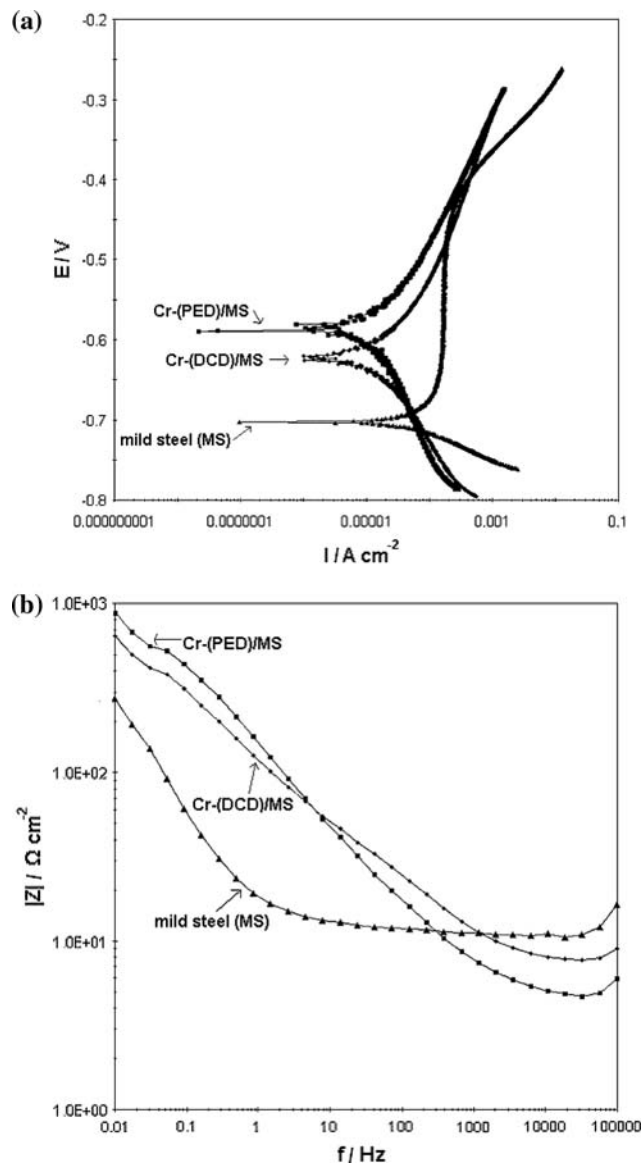 (a)
-0.2
-0.3
-0.4
-0.5
-0.6
-0.7
-0.8
E / V
Cr-(PED)/MS
Cr-(DCD)/MS
mild steel (MS)
0.000000001 0.0000001 0.00001 0.001 0.1
I / A cm-2
(b)
1.0E+03
1.0E+02
1.0E+01
1.0E+00
|Z| / Ω cm-2
Cr-(PED)/MS
Cr-(DCD)/MS
mild steel (MS)
0.01 0.1 1 10 100 1000 10000 100000
f / Hz